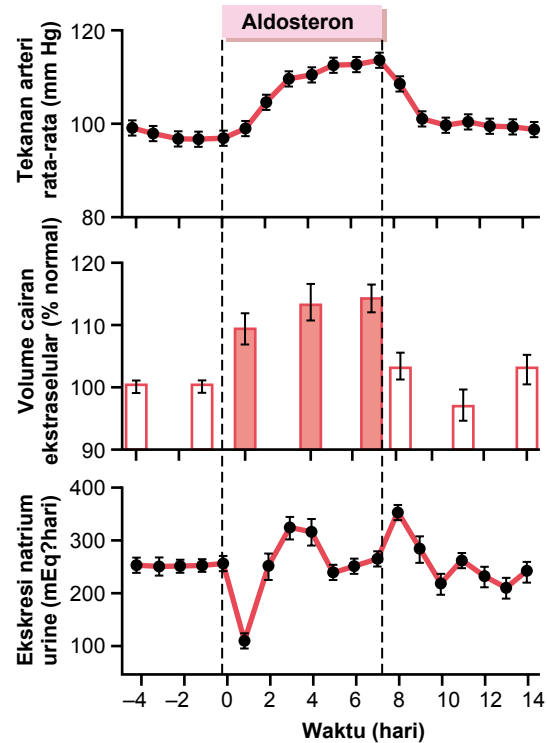 Aldosteron
Tekanan arteri
rata-rata (mm Hg)
120
100
80
Volume cairan
ekstraselular (% normal)
120
110
100
90
Ekskresi natrium
urine (mEq?hari)
400
300
200
100
–4 –2 0 2 4 6 8 10 12 14
Waktu (hari)